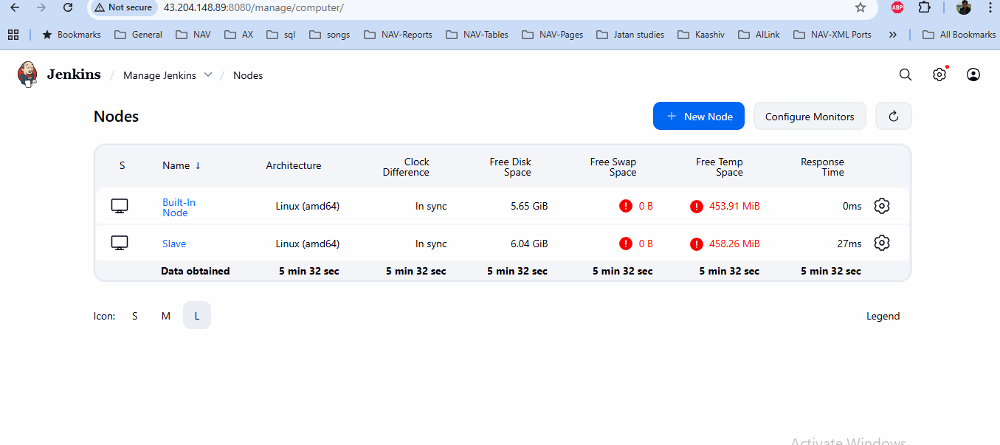 Not secure 43.204.148.89:8080/manage/computer/ ABP
Bookmarks General NAV AX sql songs NAV-Reports NAV-Tables NAV-Pages Jatan studies Kaashiv AILink NAV-XML Ports » All Bookmarks
Jenkins / Manage Jenkins / Nodes
Nodes + New Node Configure Monitors
S Name ↓ Architecture Clock Difference Free Disk Space Free Swap Space Free Temp Space Response Time
Built-In Node Linux (amd64) In sync 5.65 GiB 0 B 453.91 MiB 0ms
Slave Linux (amd64) In sync 6.04 GiB 0 B 458.26 MiB 27ms
Data obtained 5 min 32 sec 5 min 32 sec 5 min 32 sec 5 min 32 sec 5 min 32 sec 5 min 32 sec
Icon: S M L Legend
Activate Windows